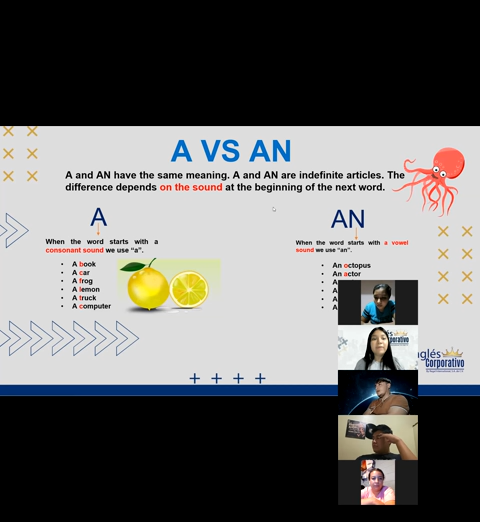 A VS AN
A and AN have the same meaning. A and AN are indefinite articles. The
difference depends on the sound at the beginning of the next word.
A
When the word starts with a
consonant sound we use "a".
• A book
• A car
• A frog
• A lemon
• A truck
• A computer
AN
When the word starts with a vowel
sound we use "an".
• An octopus
• An actor
• A
• A
• A
• A
glés
Corporativo